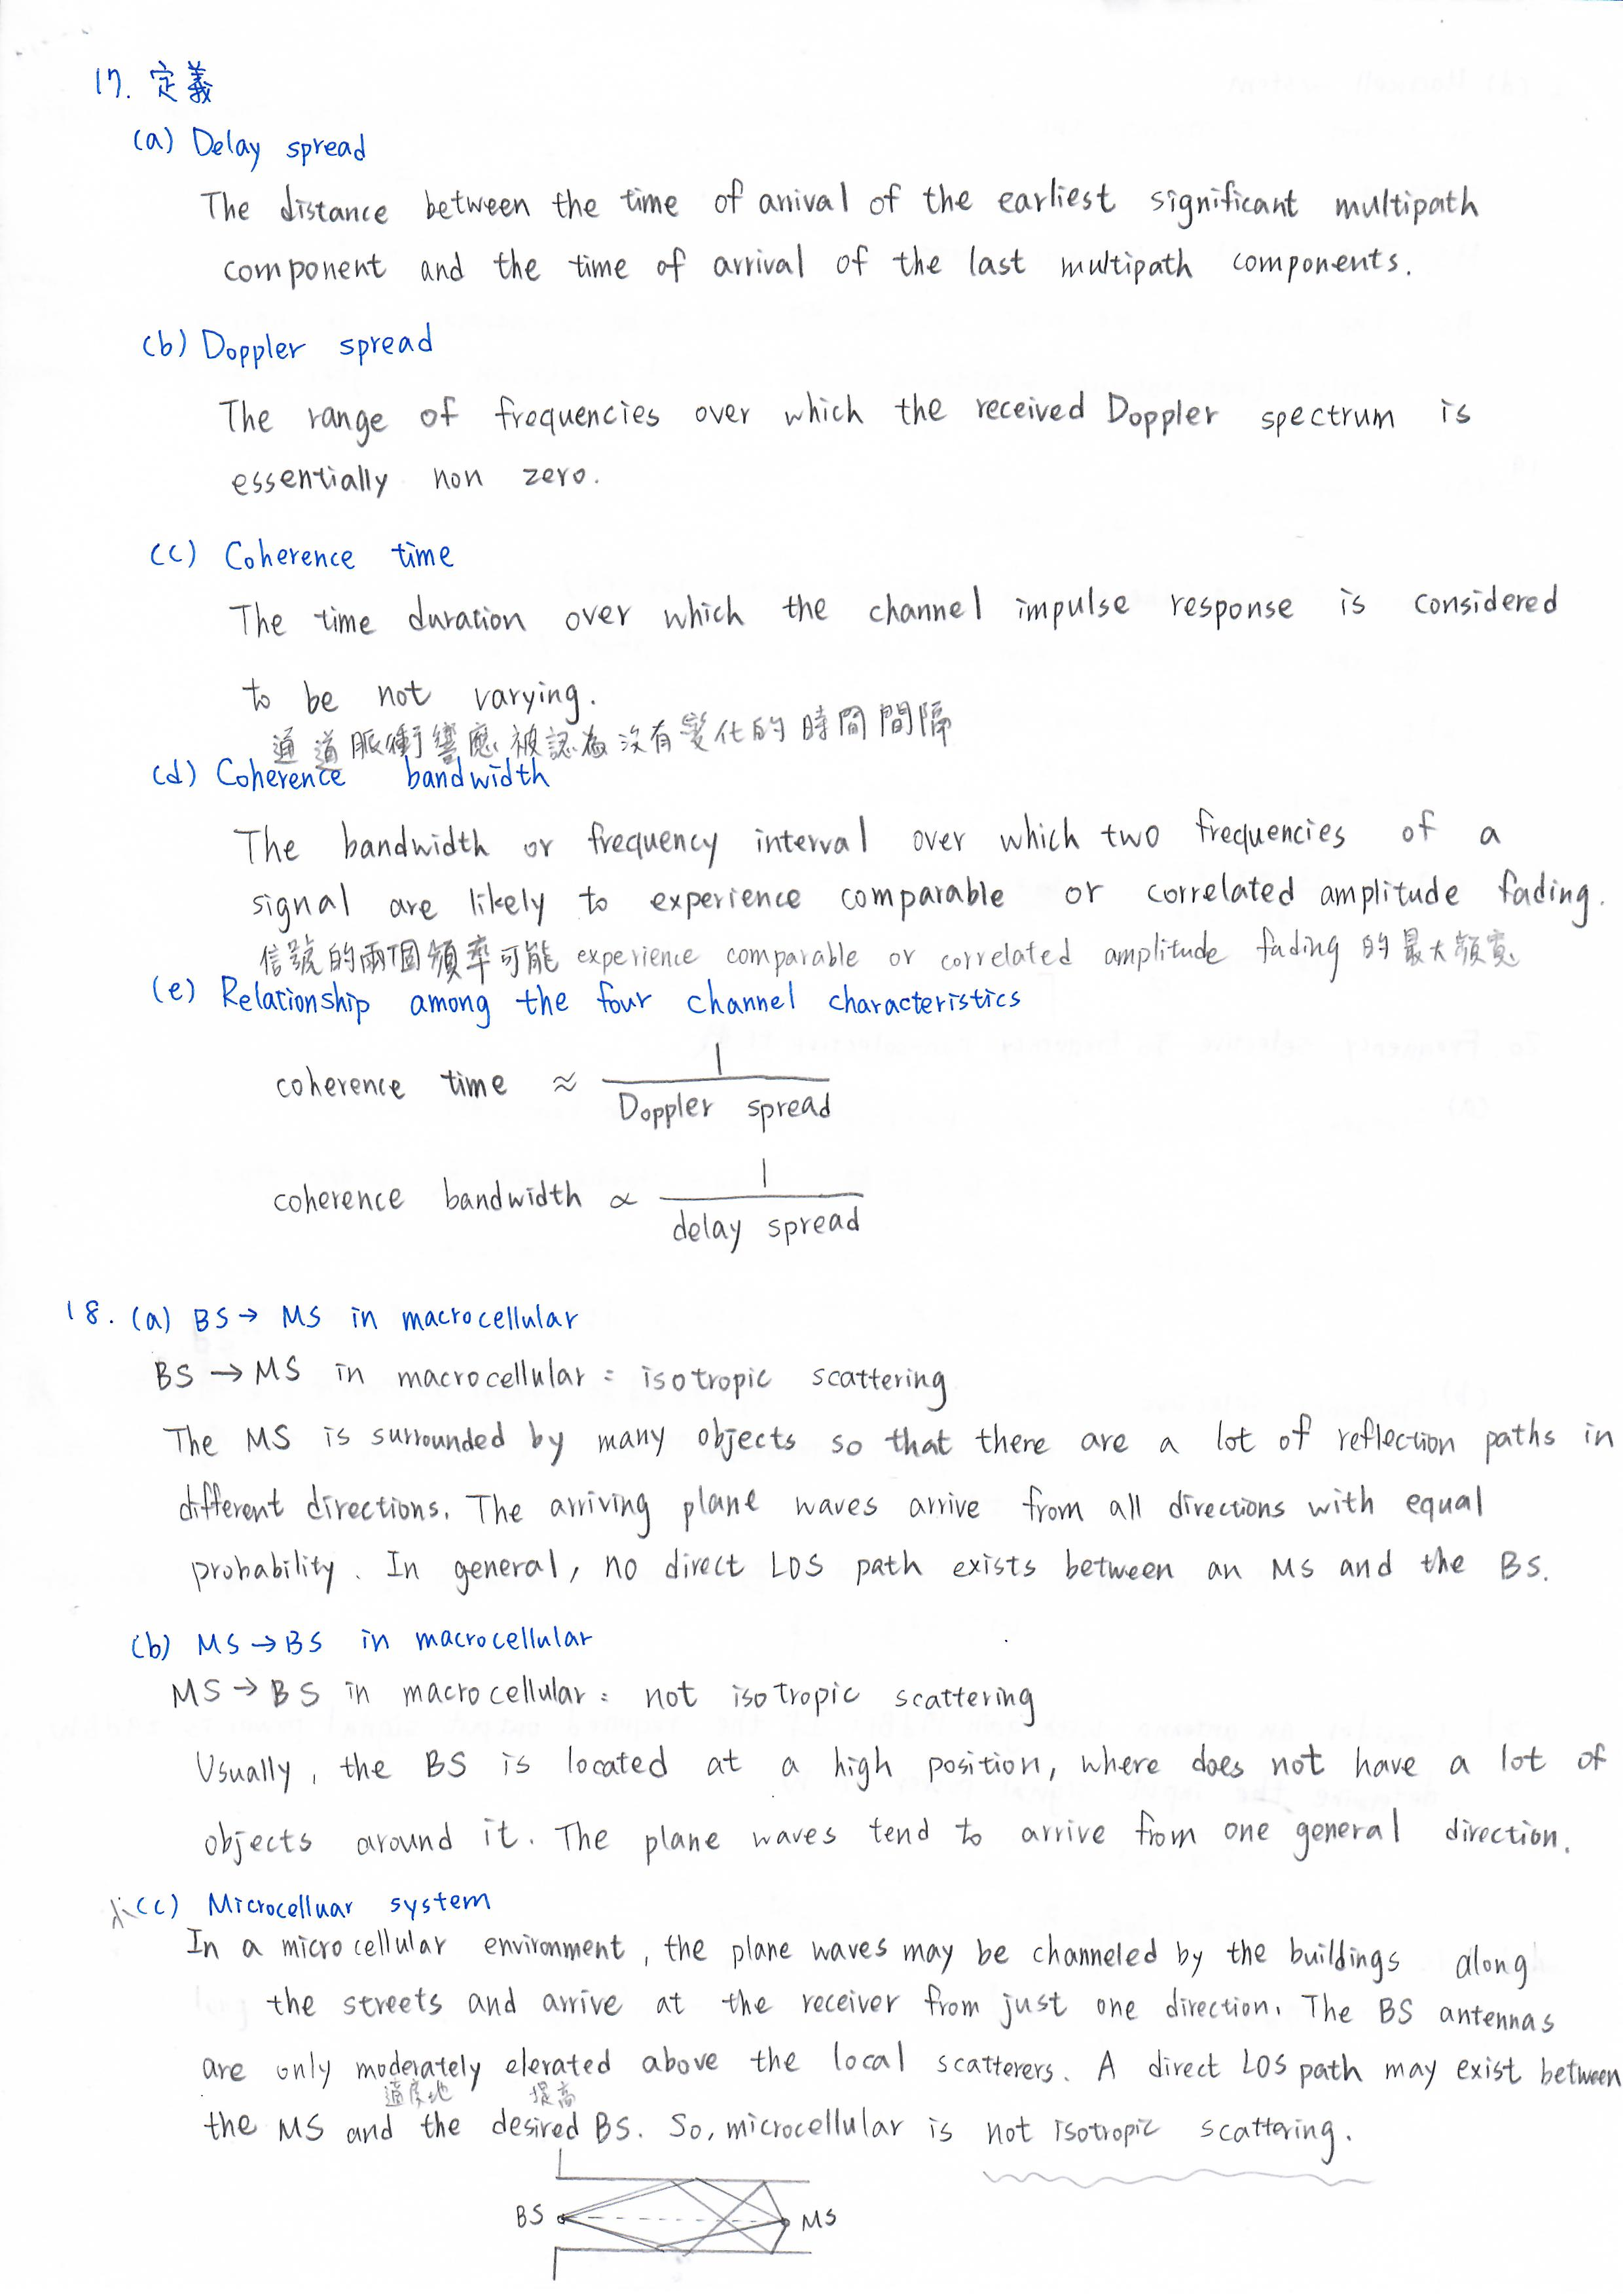 17. 定義
(a) Delay spread
The distance between the time of arrival of the earliest significant multipath
component and the time of arrival of the last multipath components.
(b) Doppler spread
The range of frequencies over which the received Doppler spectrum is
essentially non zero.
(c) Coherence time
The time duration over which the channel impulse response is considered
to be not varying.
通道脈衝響應被認為沒有變化的時間間隔
(d) Coherence bandwidth
The bandwidth or frequency interval over which two frequencies of a
signal are likely to experience comparable or correlated amplitude fading.
信號的兩個頻率可能 experience comparable or correlated amplitude fading 的最大頻寬
(e) Relationship among the four channel characteristics
coherence time ≈ 1 / Doppler spread
coherence bandwidth ∝ 1 / delay spread
18. (a) BS → MS in macrocellular
BS → MS in macrocellular = isotropic scattering
The MS is surrounded by many objects so that there are a lot of reflection paths in
different directions. The arriving plane waves arrive from all directions with equal
probability. In general, no direct LOS path exists between an MS and the BS.
(b) MS → BS in macrocellular
MS → BS in macrocellular = not isotropic scattering
Usually, the BS is located at a high position, where does not have a lot of
objects around it. The plane waves tend to arrive from one general direction.
(c) Microcelluar system
In a microcellular environment, the plane waves may be channeled by the buildings along
the streets and arrive at the receiver from just one direction. The BS antennas
are only moderately elerated above the local scatterers. A direct LOS path may exist between
適度地 提高
the MS and the desired BS. So, microcellular is not isotropic scattering.
BS MS